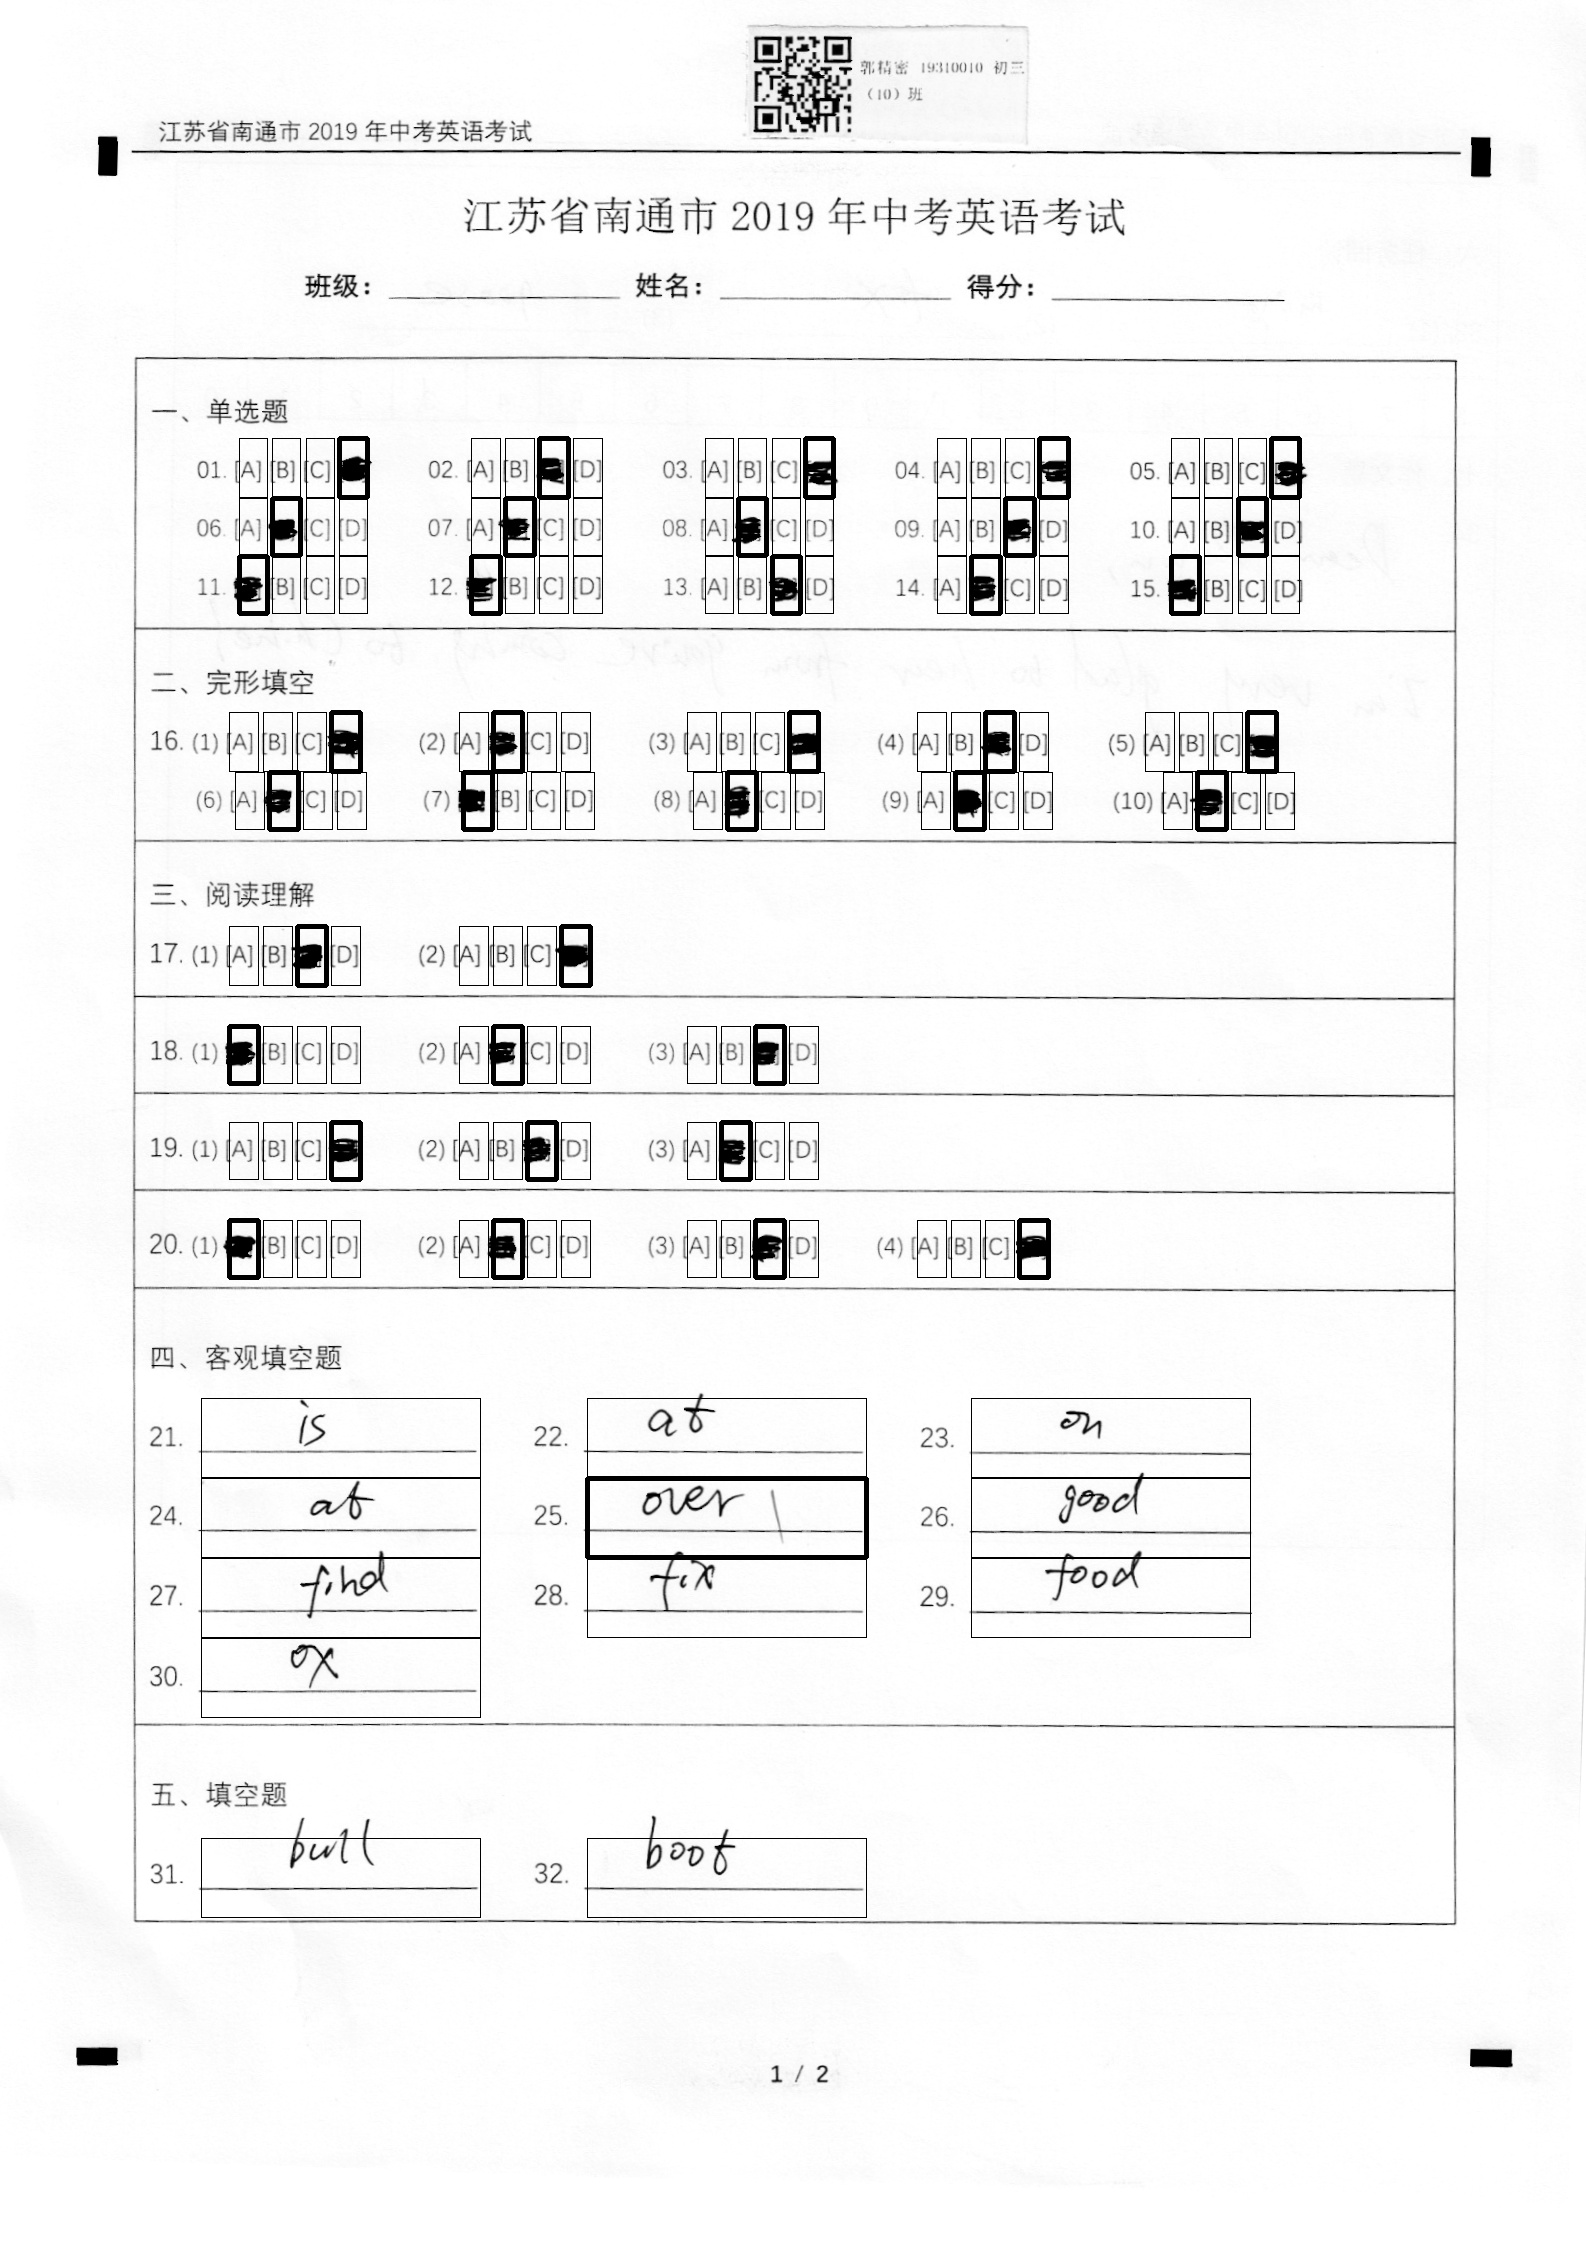 郭精密 19310010 初三
（10）班
江苏省南通市 2019 年中考英语考试
江苏省南通市 2019 年中考英语考试
班级： 姓名： 得分：
一、单选题
01. [A] [B] [C] 02. [A] [B] [D] 03. [A] [B] [C] 04. [A] [B] [C] 05. [A] [B] [C]
06. [A] [C] [D] 07. [A] [C] [D] 08. [A] [C] [D] 09. [A] [B] [D] 10. [A] [B] [D]
11. [B] [C] [D] 12. [B] [C] [D] 13. [A] [B] [D] 14. [A] [C] [D] 15. [B] [C] [D]
二、完形填空
16. (1) [A] [B] [C] (2) [A] [C] [D] (3) [A] [B] [C] (4) [A] [B] [D] (5) [A] [B] [C]
(6) [A] [C] [D] (7) [B] [C] [D] (8) [A] [C] [D] (9) [A] [C] [D] (10) [A] [C] [D]
三、阅读理解
17. (1) [A] [B] [D] (2) [A] [B] [C]
18. (1) [B] [C] [D] (2) [A] [C] [D] (3) [A] [B] [D]
19. (1) [A] [B] [C] (2) [A] [B] [D] (3) [A] [C] [D]
20. (1) [B] [C] [D] (2) [A] [C] [D] (3) [A] [B] [D] (4) [A] [B] [C]
四、客观填空题
21. is 22. at 23. on
24. at 25. over 26. good
27. find 28. fix 29. food
30. ox
五、填空题
31. bull 32. boot
1 / 2